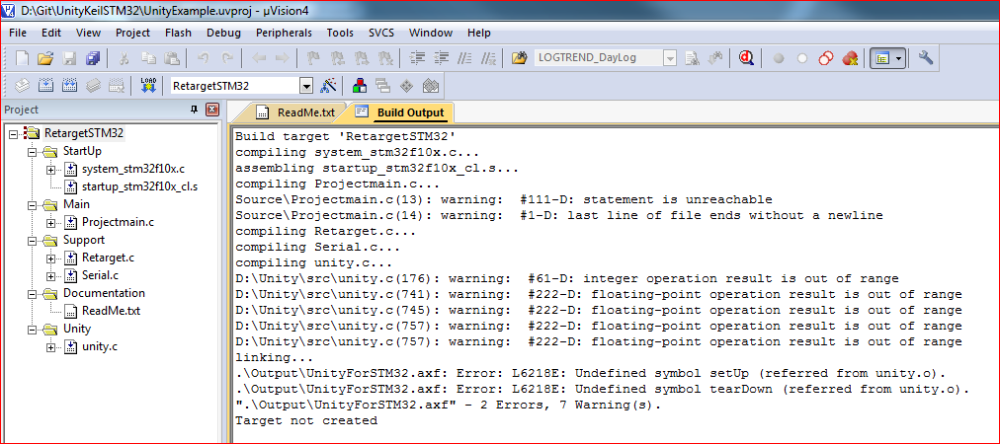 D:\Git\UnityKeilSTM32\UnityExample.uvproj - µVision4
File Edit View Project Flash Debug Peripherals Tools SVCS Window Help
LOGTREND_DayLog
LOAD
RetargetSTM32
Project
ReadMe.txt
Build Output
RetargetSTM32
StartUp
system_stm32f10x.c
startup_stm32f10x_cl.s
Main
Projectmain.c
Support
Retarget.c
Serial.c
Documentation
ReadMe.txt
Unity
unity.c
Build target 'RetargetSTM32'
compiling system_stm32f10x.c...
assembling startup_stm32f10x_cl.s...
compiling Projectmain.c...
Source\Projectmain.c(13): warning:  #111-D: statement is unreachable
Source\Projectmain.c(14): warning:  #1-D: last line of file ends without a newline
compiling Retarget.c...
compiling Serial.c...
compiling unity.c...
D:\Unity\src\unity.c(176): warning:  #61-D: integer operation result is out of range
D:\Unity\src\unity.c(741): warning:  #222-D: floating-point operation result is out of range
D:\Unity\src\unity.c(745): warning:  #222-D: floating-point operation result is out of range
D:\Unity\src\unity.c(757): warning:  #222-D: floating-point operation result is out of range
D:\Unity\src\unity.c(757): warning:  #222-D: floating-point operation result is out of range
linking...
.\Output\UnityForSTM32.axf: Error: L6218E: Undefined symbol setUp (referred from unity.o).
.\Output\UnityForSTM32.axf: Error: L6218E: Undefined symbol tearDown (referred from unity.o).
".\Output\UnityForSTM32.axf" - 2 Errors, 7 Warning(s).
Target not created